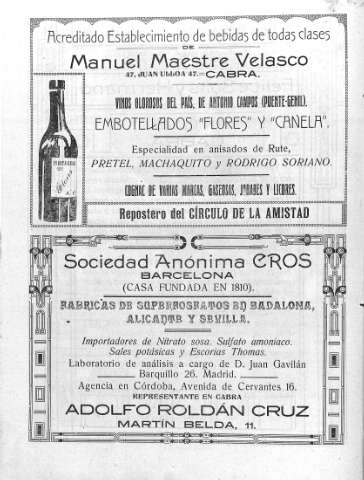 Acreditado Establecimiento de bebidas de todas clases
DE
MANUEL MAESTRE VELASCO
47, JUAN ULLOA 47.—CABRA.
VINOS OLOROSOS DEL PAÍS, DE ANTONIO CAMPOS (PUENTE-GENIL).
EMBOTELLADOS "FLORES" Y "CANELA".
Especialidad en anisados de Rute,
PRETEL, MACHAQUITO y RODRIGO SORIANO.
COGNAC DE VARIAS MARCAS, GASEOSAS, JARABES Y LICORES.
Repostero del CÍRCULO DE LA AMISTAD
Sociedad Anónima CROS
BARCELONA
(CASA FUNDADA EN 1810).
FABRICAS DE SUPERFOSFATOS EN BADALONA,
ALICANTE Y SEVILLA.
Importadores de Nitrato sosa. Sulfato amoniaco.
Sales potásicas y Escorias Thomas.
Laboratorio de análisis a cargo de D. Juan Gavilán
Barquillo 26. Madrid.
Agencia en Córdoba, Avenida de Cervantes 16.
REPRESENTANTE EN CABRA
ADOLFO ROLDÁN CRUZ
MARTÍN BELDA, 11.